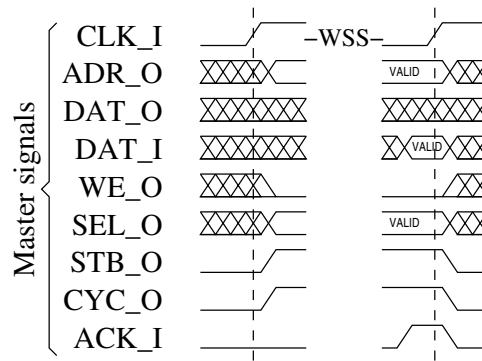 Master signals
CLK_I –WSS–
ADR_O VALID
DAT_O
DAT_I VALID
WE_O
SEL_O VALID
STB_O
CYC_O
ACK_I